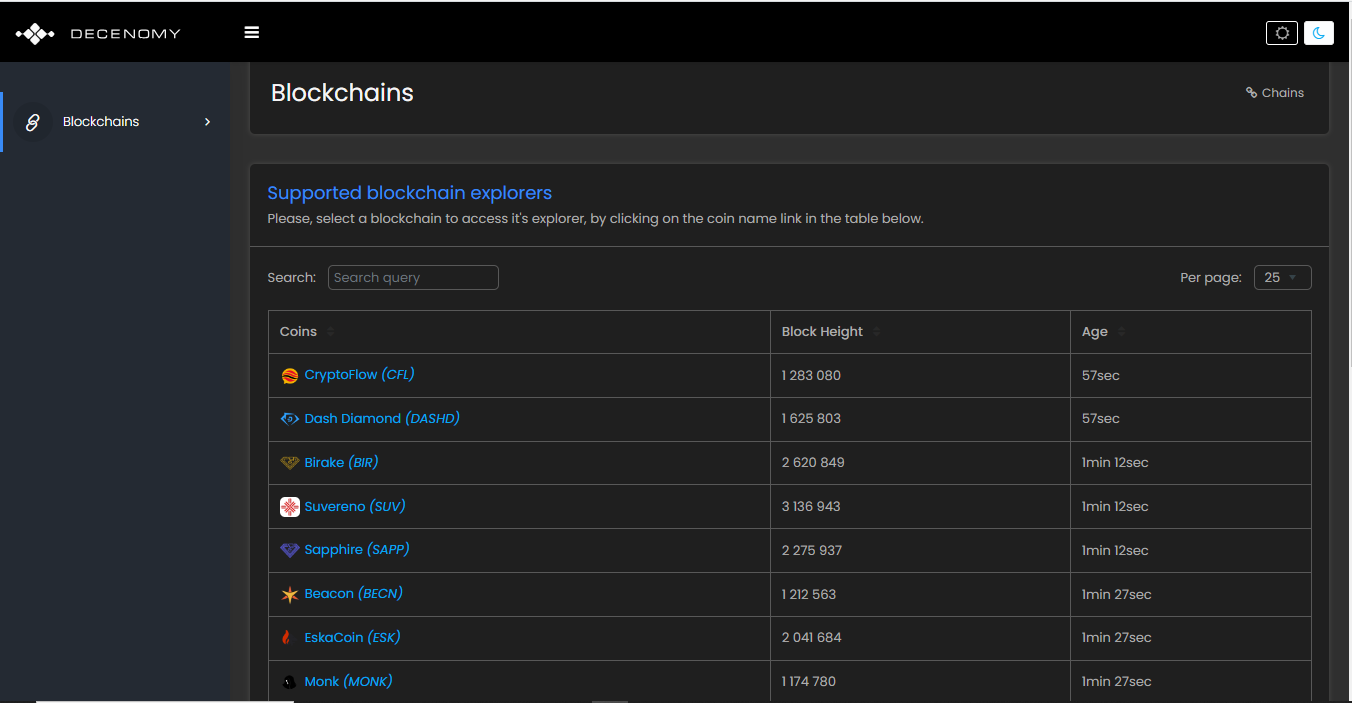 DECENOMY
Blockchains
Blockchains
Chains
Supported blockchain explorers
Please, select a blockchain to access it's explorer, by clicking on the coin name link in the table below.
Search: Search query Per page: 25
Coins Block Height Age
CryptoFlow (CFL) 1 283 080 57sec
Dash Diamond (DASHD) 1 625 803 57sec
Birake (BIR) 2 620 849 1min 12sec
Suvereno (SUV) 3 136 943 1min 12sec
Sapphire (SAPP) 2 275 937 1min 12sec
Beacon (BECN) 1 212 563 1min 27sec
EskaCoin (ESK) 2 041 684 1min 27sec
Monk (MONK) 1 174 780 1min 27sec